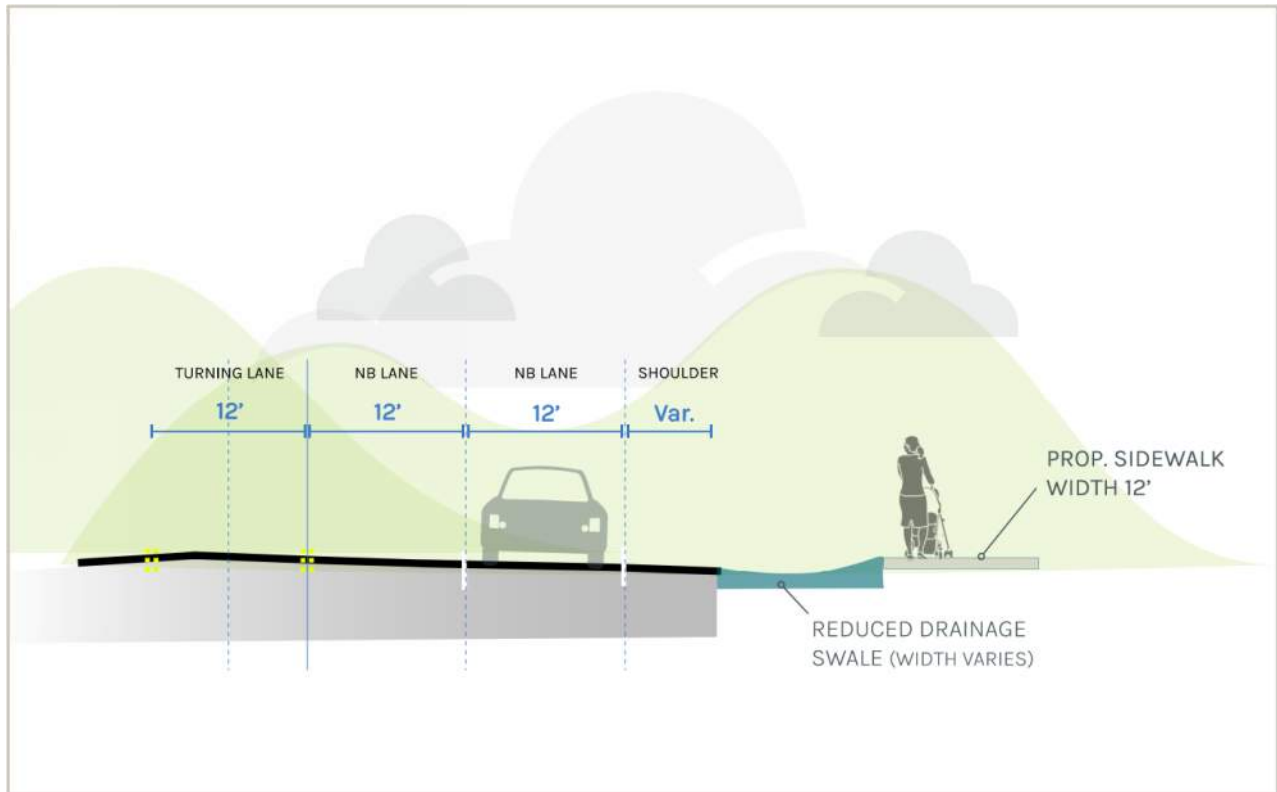 TURNING LANE
NB LANE
NB LANE
SHOULDER
12’
12’
12’
Var.
PROP. SIDEWALK
WIDTH 12’
REDUCED DRAINAGE
SWALE (WIDTH VARIES)